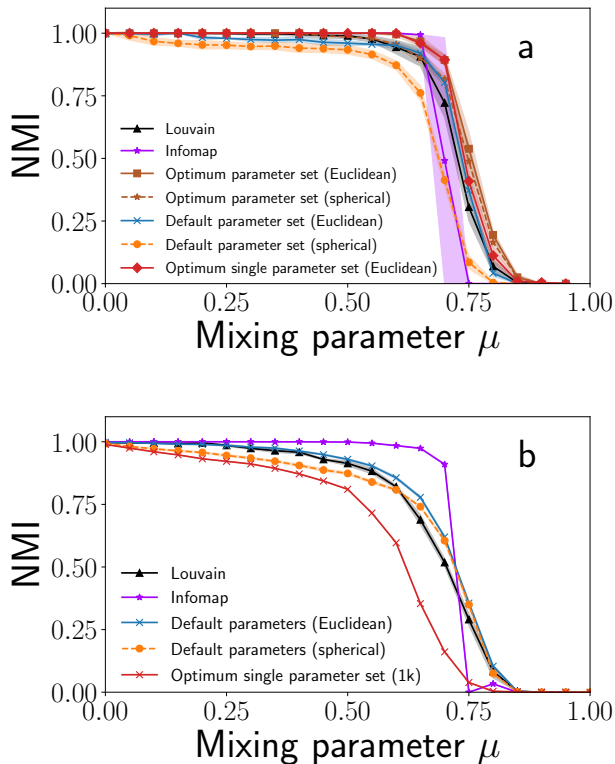 a
1.00
0.75
0.50
0.25
0.00
NMI
Louvain
Infomap
Optimum parameter set (Euclidean)
Optimum parameter set (spherical)
Default parameter set (Euclidean)
Default parameter set (spherical)
Optimum single parameter set (Euclidean)
0.00 0.25 0.50 0.75 1.00
Mixing parameter μ
b
1.00
0.75
0.50
0.25
0.00
NMI
Louvain
Infomap
Default parameters (Euclidean)
Default parameters (spherical)
Optimum single parameter set (1k)
0.00 0.25 0.50 0.75 1.00
Mixing parameter μ